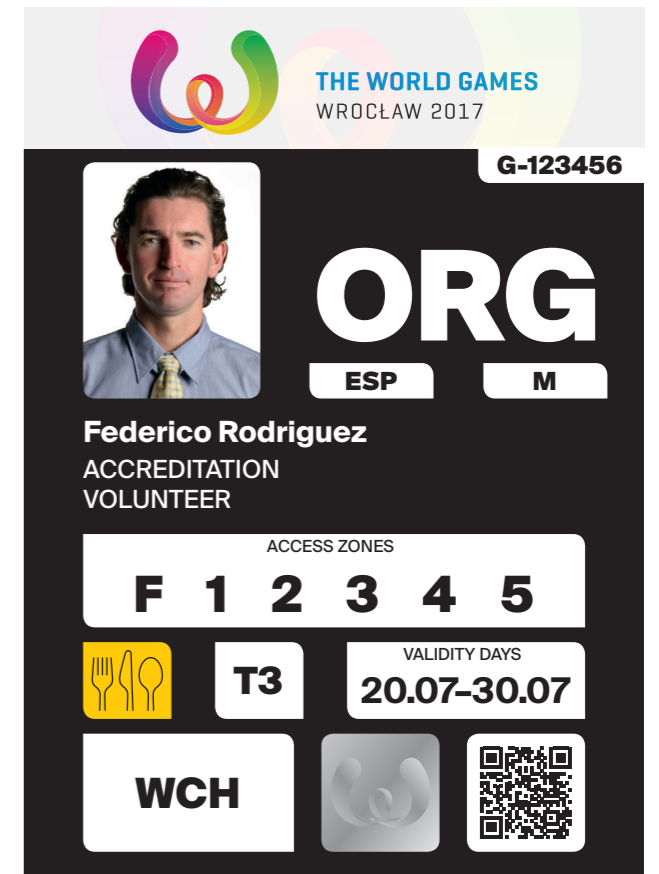 THE WORLD GAMES
WROCŁAW 2017
G-123456
ORG
ESP M
Federico Rodriguez
ACCREDITATION
VOLUNTEER
ACCESS ZONES
F 1 2 3 4 5
T3
VALIDITY DAYS
20.07–30.07
WCH